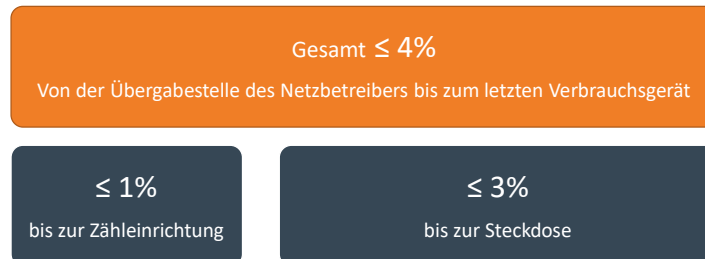 Gesamt ≤ 4%
Von der Übergabestelle des Netzbetreibers bis zum letzten Verbrauchsgerät
≤ 1%
bis zur Zähleinrichtung
≤ 3%
bis zur Steckdose